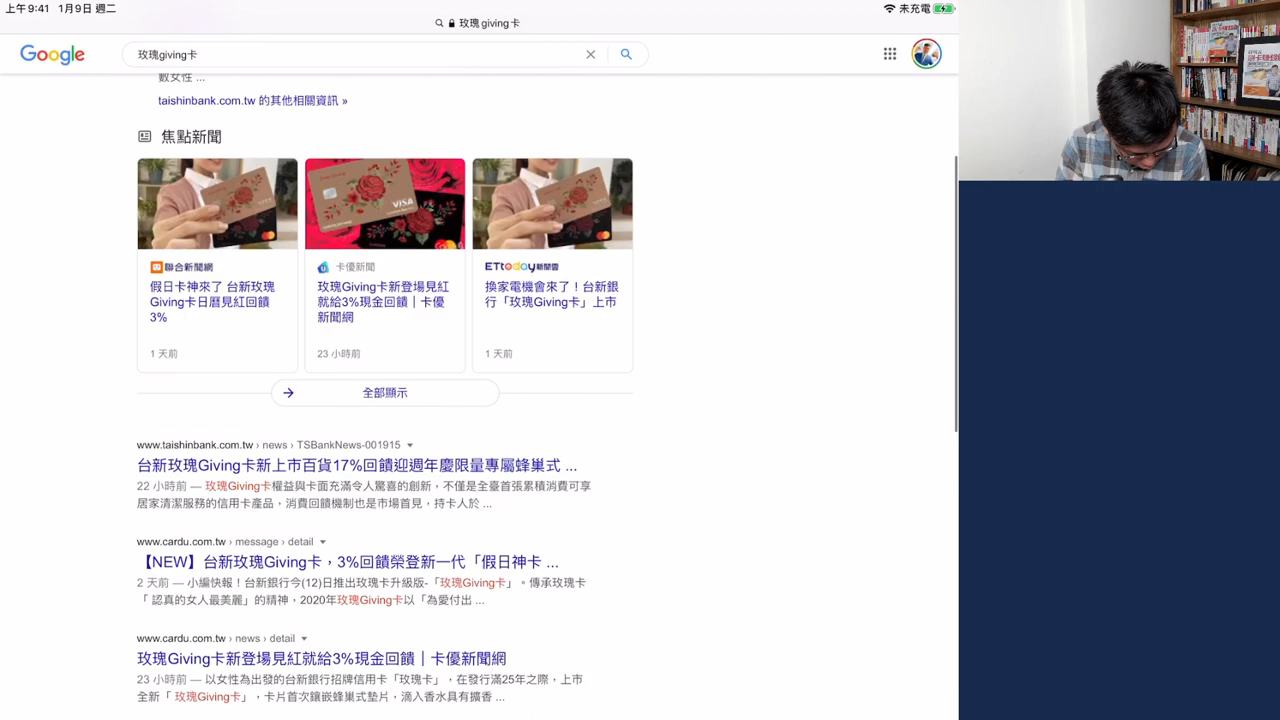 上午9:41 1月9日 週二
未充電
玫瑰 giving卡
Google
玫瑰giving卡
數女性 ...
taishinbank.com.tw 的其他相關資訊 »
焦點新聞
聯合新聞網
假日卡神來了 台新玫瑰
Giving卡日曆見紅回饋
3%
1 天前
卡優新聞
玫瑰Giving卡新登場見紅
就給3%現金回饋｜卡優
新聞網
23 小時前
ETtoday新聞雲
換家電機會來了！台新銀
行「玫瑰Giving卡」上市
1 天前
VISA
全部顯示
www.taishinbank.com.tw › news › TSBankNews-001915
台新玫瑰Giving卡新上市百貨17%回饋迎週年慶限量專屬蜂巢式 ...
22 小時前 — 玫瑰Giving卡權益與卡面充滿令人驚喜的創新，不僅是全臺首張累積消費可享
居家清潔服務的信用卡產品，消費回饋機制也是市場首見，持卡人於 ...
www.cardu.com.tw › message › detail
【NEW】台新玫瑰Giving卡，3%回饋榮登新一代「假日神卡 ...
2 天前 — 小編快報！台新銀行今(12)日推出玫瑰卡升級版-「玫瑰Giving卡」。傳承玫瑰卡
「 認真的女人最美麗」的精神，2020年玫瑰Giving卡以「為愛付出 ...
www.cardu.com.tw › news › detail
玫瑰Giving卡新登場見紅就給3%現金回饋｜卡優新聞網
23 小時前 — 以女性為出發的台新銀行招牌信用卡「玫瑰卡」，在發行滿25年之際，上市
全新「 玫瑰Giving卡」，卡片首次鑲嵌蜂巢式墊片，滴入香水具有擴香 ...